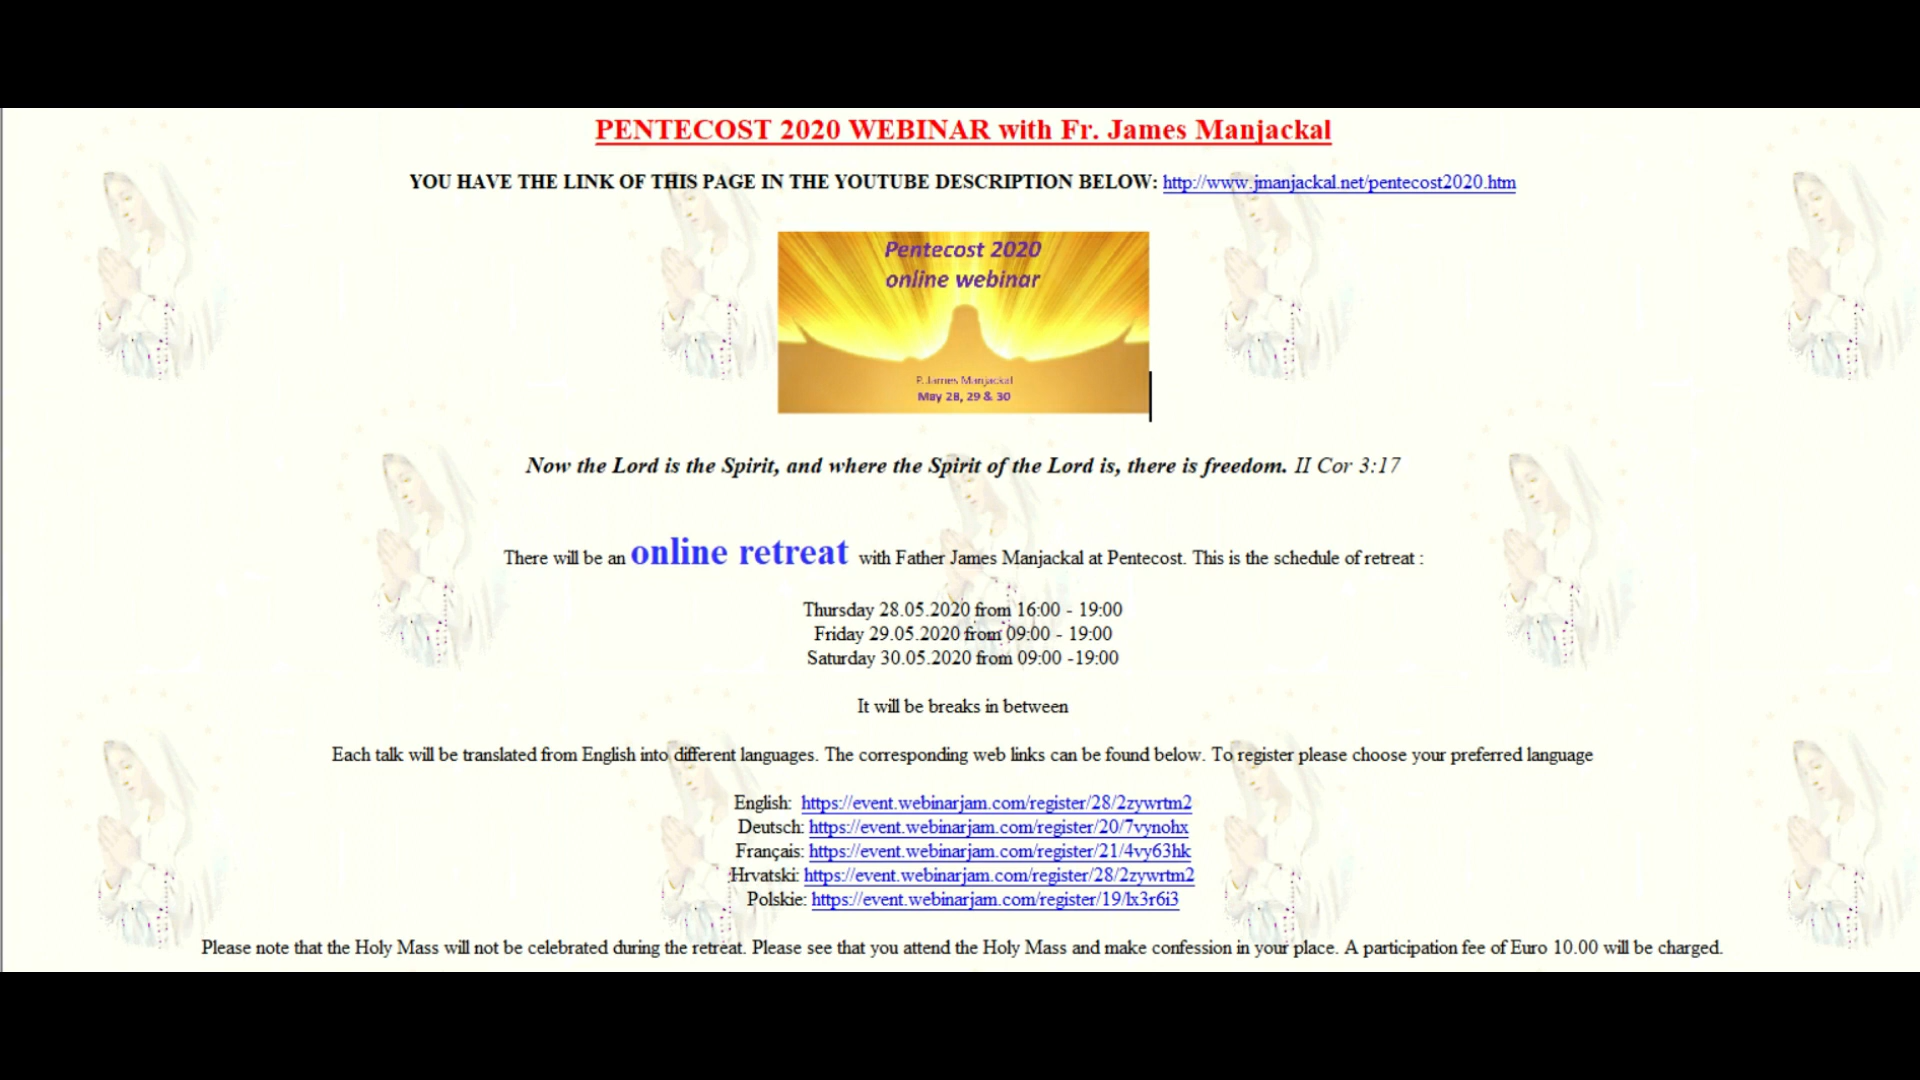 PENTECOST 2020 WEBINAR with Fr. James Manjackal
YOU HAVE THE LINK OF THIS PAGE IN THE YOUTUBE DESCRIPTION BELOW: http://www.jmanjackal.net/pentecost2020.htm
Pentecost 2020
online webinar
P. James Manjackal
May 28, 29 & 30
Now the Lord is the Spirit, and where the Spirit of the Lord is, there is freedom. II Cor 3:17
There will be an online retreat with Father James Manjackal at Pentecost. This is the schedule of retreat :
Thursday 28.05.2020 from 16:00 - 19:00
Friday 29.05.2020 from 09:00 - 19:00
Saturday 30.05.2020 from 09:00 -19:00
It will be breaks in between
Each talk will be translated from English into different languages. The corresponding web links can be found below. To register please choose your preferred language
English: https://event.webinarjam.com/register/28/2zywrtm2
Deutsch: https://event.webinarjam.com/register/20/7vynohx
Français: https://event.webinarjam.com/register/21/4vy63hk
Hrvatski: https://event.webinarjam.com/register/28/2zywrtm2
Polskie: https://event.webinarjam.com/register/19/lx3r6i3
Please note that the Holy Mass will not be celebrated during the retreat. Please see that you attend the Holy Mass and make confession in your place. A participation fee of Euro 10.00 will be charged.